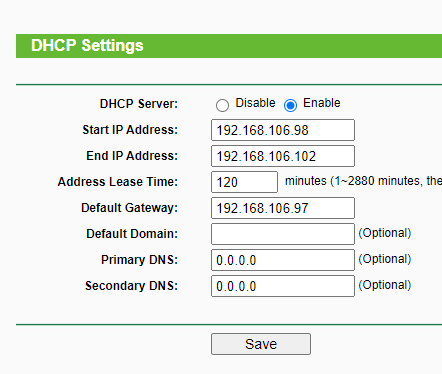 DHCP Settings
DHCP Server: Disable Enable
Start IP Address: 192.168.106.98
End IP Address: 192.168.106.102
Address Lease Time: 120 minutes (1~2880 minutes, the
Default Gateway: 192.168.106.97
Default Domain: (Optional)
Primary DNS: 0.0.0.0 (Optional)
Secondary DNS: 0.0.0.0 (Optional)
Save